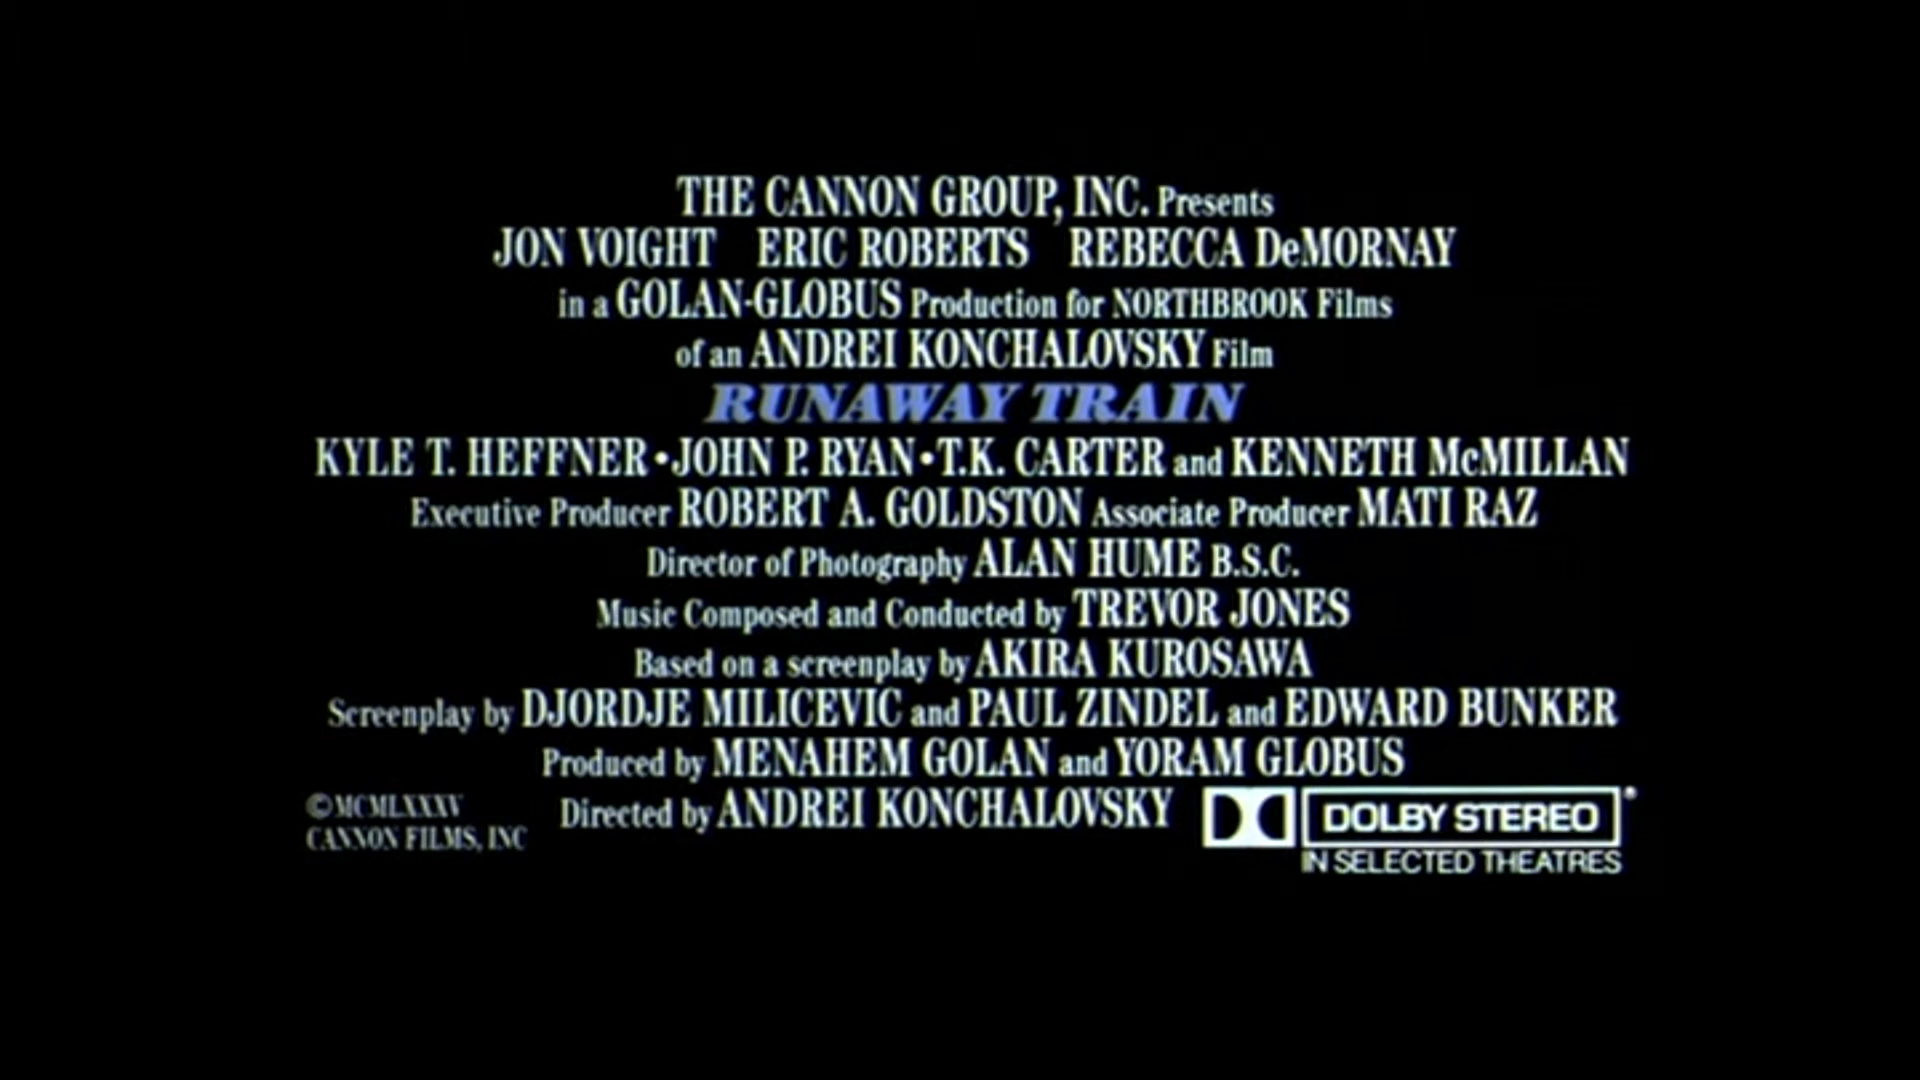 THE CANNON GROUP, INC. Presents
JON VOIGHT ERIC ROBERTS REBECCA DeMORNAY
in a GOLAN-GLOBUS Production for NORTHBROOK Films
of an ANDREI KONCHALOVSKY Film
RUNAWAY TRAIN
KYLE T. HEFFNER•JOHN P. RYAN•T.K. CARTER and KENNETH McMILLAN
Executive Producer ROBERT A. GOLDSTON Associate Producer MATI RAZ
Director of Photography ALAN HUME B.S.C.
Music Composed and Conducted by TREVOR JONES
Based on a screenplay by AKIRA KUROSAWA
Screenplay by DJORDJE MILICEVIC and PAUL ZINDEL and EDWARD BUNKER
Produced by MENAHEM GOLAN and YORAM GLOBUS
Directed by ANDREI KONCHALOVSKY
©MCMLXXXV
CANNON FILMS, INC
DOLBY STEREO
IN SELECTED THEATRES